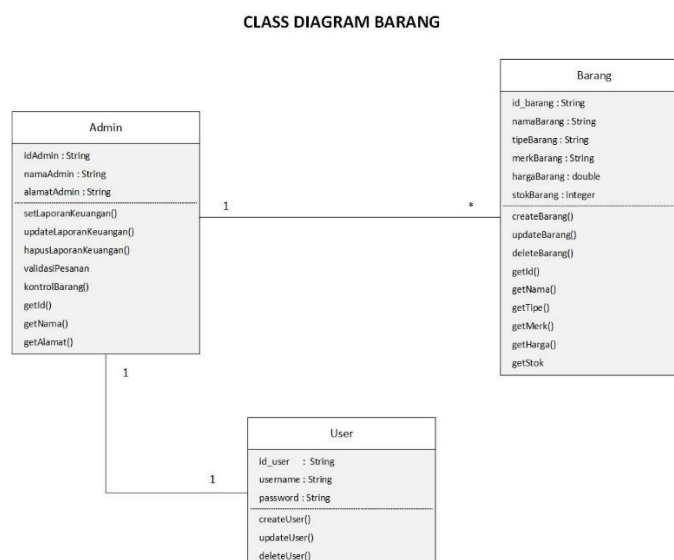 CLASS DIAGRAM BARANG
Admin
idAdmin : String
namaAdmin : String
alamatAdmin : String
setLaporanKeuangan()
updateLaporanKeuangan()
hapusLaporanKeuangan()
validasiPesanan
kontrolBarang()
getId()
getNama()
getAlamat()
1
*
Barang
id_barang : String
namaBarang : String
tipeBarang : String
merkBarang : String
hargaBarang : double
stokBarang : integer
createBarang()
updateBarang()
deleteBarang()
getId()
getNama()
getTipe()
getMerk()
getHarga()
getStok
1
1
User
id_user : String
username : String
password : String
createUser()
updateUser()
deleteUser()